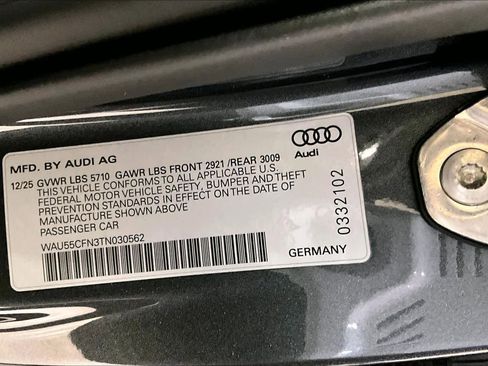 MFD. BY AUDI AG
Audi
12/25 GVWR LBS 5710 GAWR LBS FRONT 2921 /REAR 3009
THIS VEHICLE CONFORMS TO ALL APPLICABLE U.S.
FEDERAL MOTOR VEHICLE SAFETY, BUMPER AND THEFT
PREVENTION STANDARDS IN EFFECT ON THE DATE OF
MANUFACTURE SHOWN ABOVE
PASSENGER CAR
WAU55CFN3TN030562
GERMANY
0332102